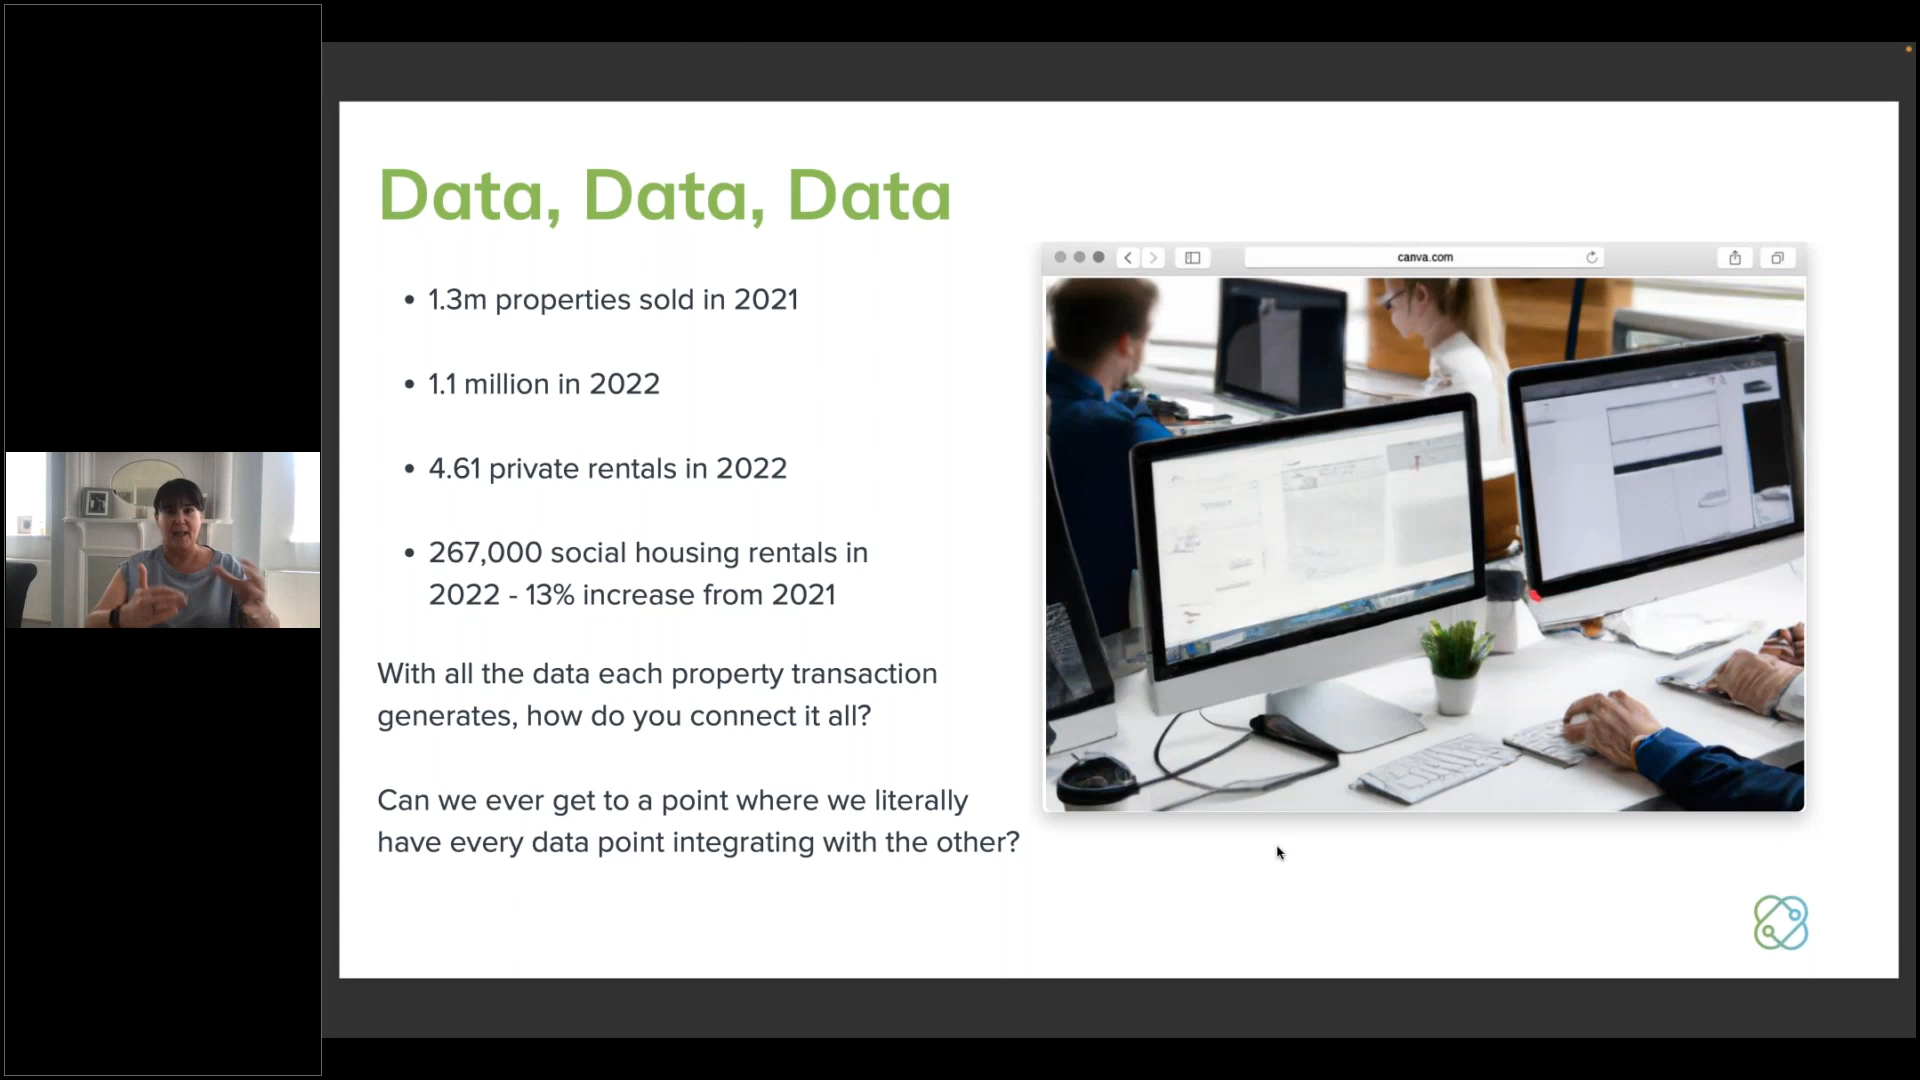 Data, Data, Data
canva.com
• 1.3m properties sold in 2021
• 1.1 million in 2022
• 4.61 private rentals in 2022
• 267,000 social housing rentals in
2022 - 13% increase from 2021
With all the data each property transaction
generates, how do you connect it all?
Can we ever get to a point where we literally
have every data point integrating with the other?